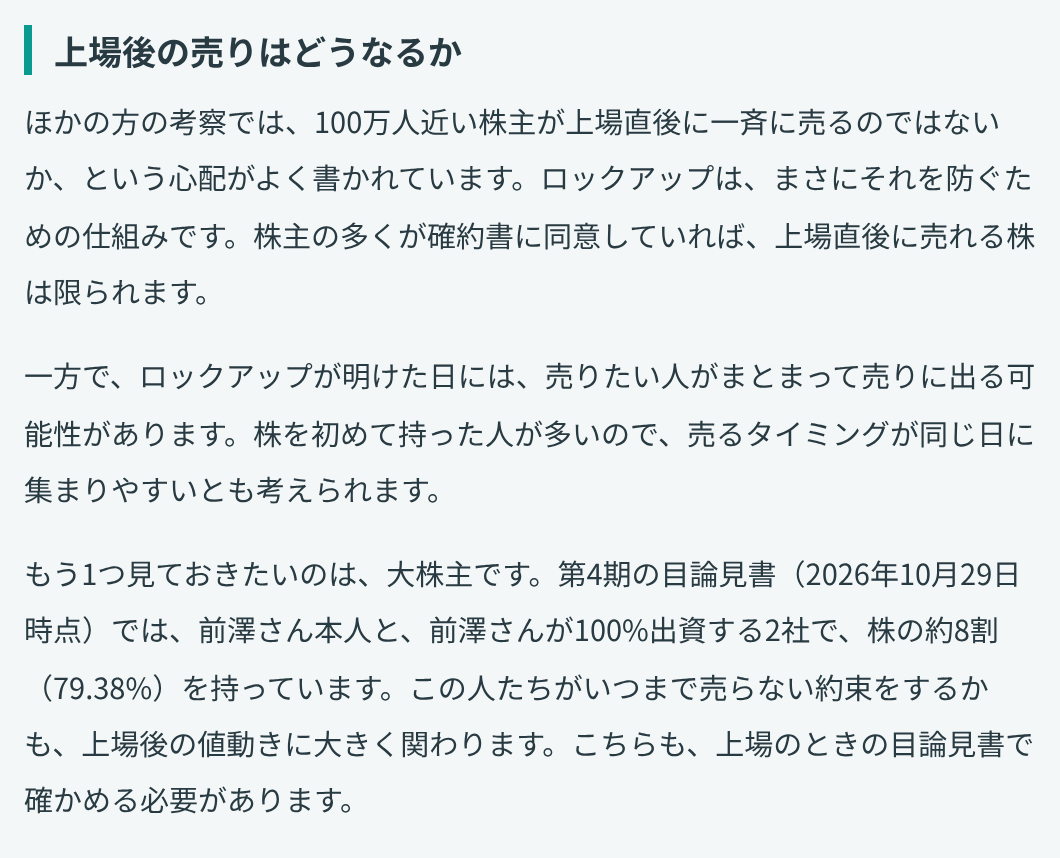 上場後の売りはどうなるか
ほかの方の考察では、100万人近い株主が上場直後に一斉に売るのではない
か、という心配がよく書かれています。ロックアップは、まさにそれを防ぐた
めの仕組みです。株主の多くが確約書に同意していれば、上場直後に売れる株
は限られます。
一方で、ロックアップが明けた日には、売りたい人がまとまって売りに出る可
能性があります。株を初めて持った人が多いので、売るタイミングが同じ日に
集まりやすいとも考えられます。
もう1つ見ておきたいのは、大株主です。第4期の目論見書（2026年10月29日
時点）では、前澤さん本人と、前澤さんが100%出資する2社で、株の約8割
（79.38%）を持っています。この人たちがいつまで売らない約束をするか
も、上場後の値動きに大きく関わります。こちらも、上場のときの目論見書で
確かめる必要があります。